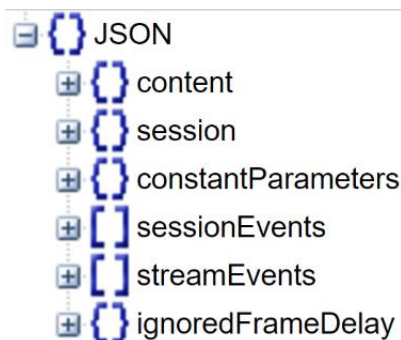 JSON
content
session
constantParameters
sessionEvents
streamEvents
ignoredFrameDelay